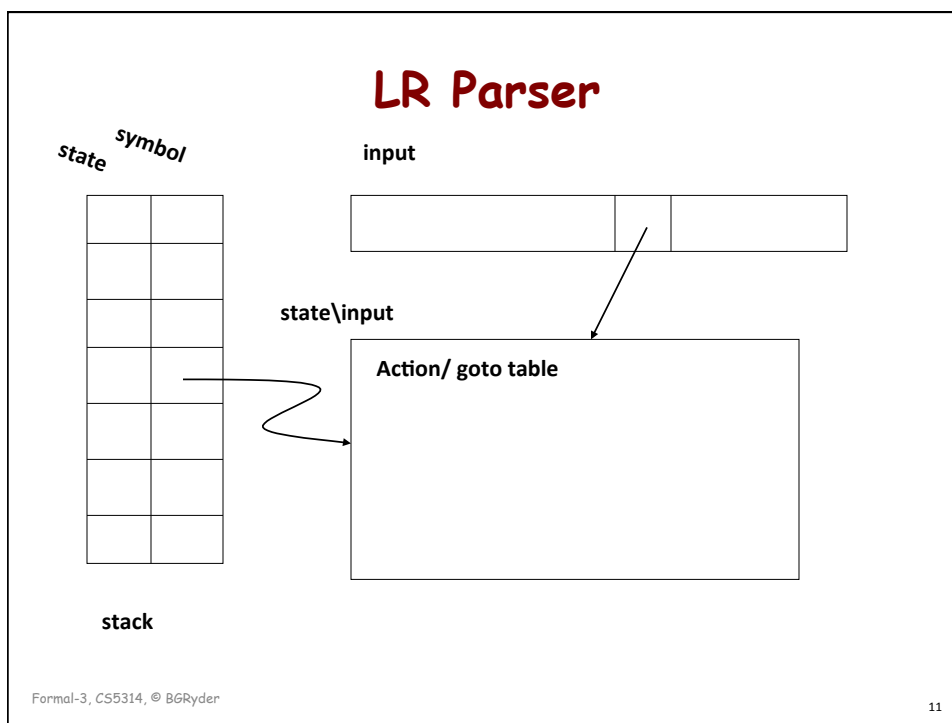 LR Parser
state symbol
input
state\input
Action/ goto table
stack
Formal-3, CS5314, © BGRyder
11